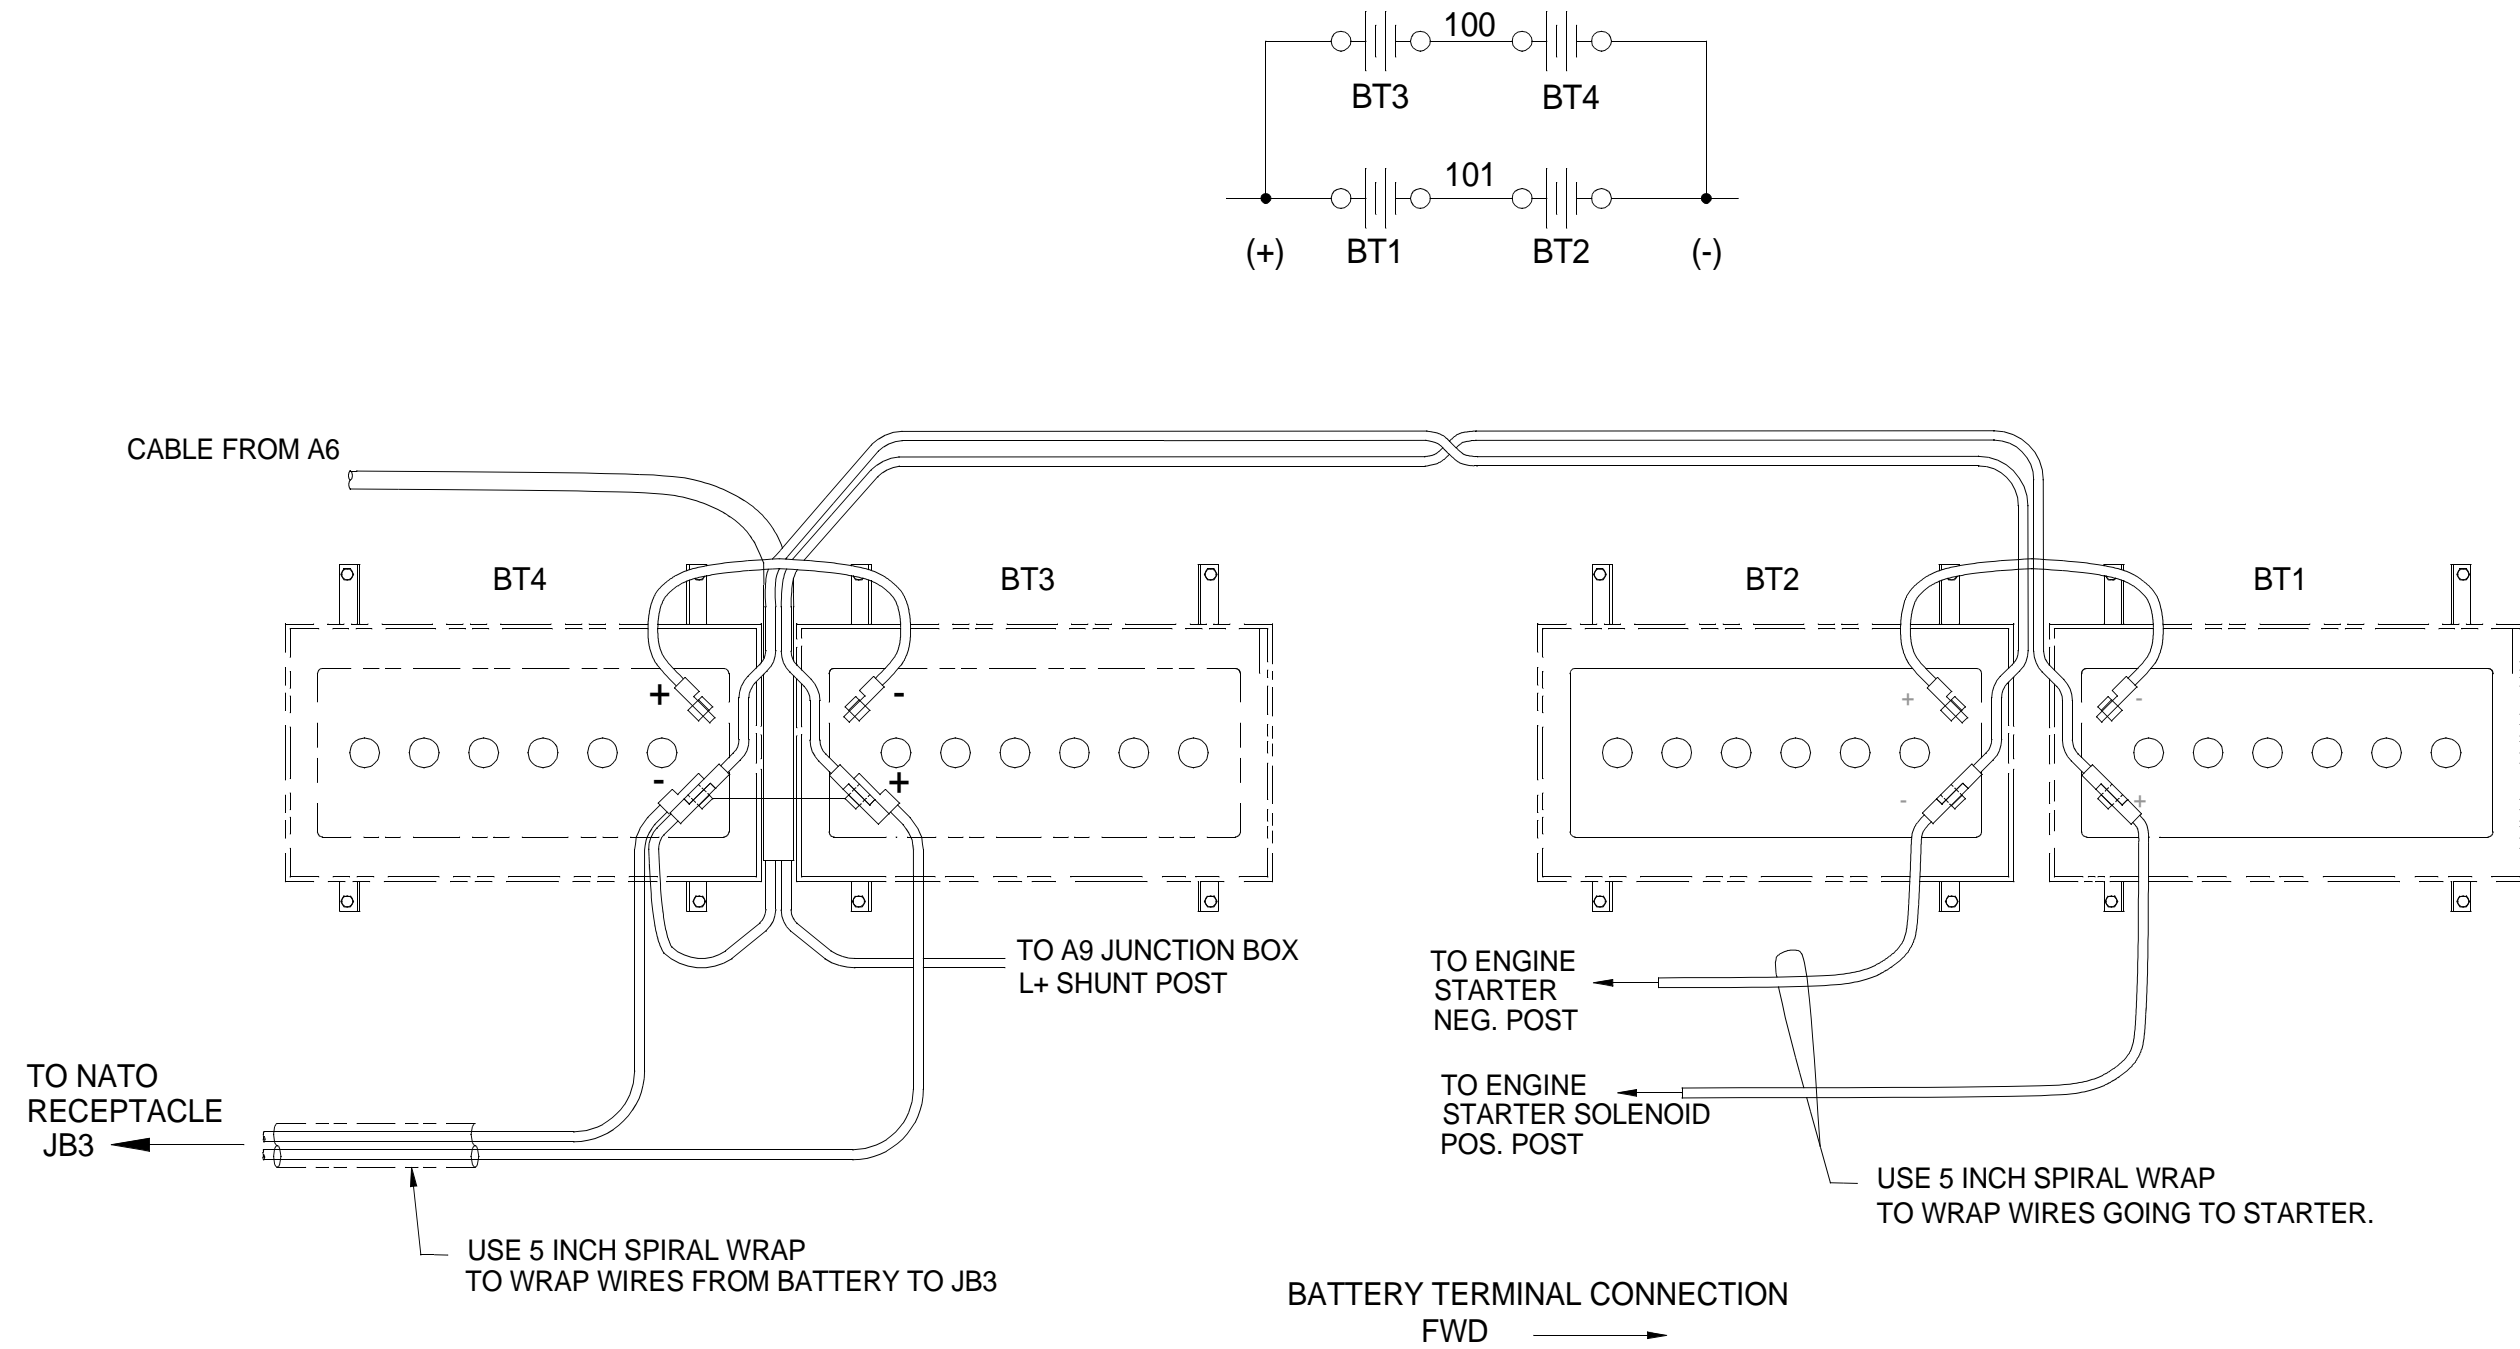 100
BT3
BT4
101
(+)
BT1
BT2
(-)
CABLE FROM A6
BT4
BT3
BT2
BT1
+
-
+
-
-
+
-
+
TO A9 JUNCTION BOX
L+ SHUNT POST
TO ENGINE
STARTER
NEG. POST
TO NATO
RECEPTACLE
JB3
TO ENGINE
STARTER SOLENOID
POS. POST
USE 5 INCH SPIRAL WRAP
TO WRAP WIRES GOING TO STARTER.
USE 5 INCH SPIRAL WRAP
TO WRAP WIRES FROM BATTERY TO JB3
BATTERY TERMINAL CONNECTION
FWD